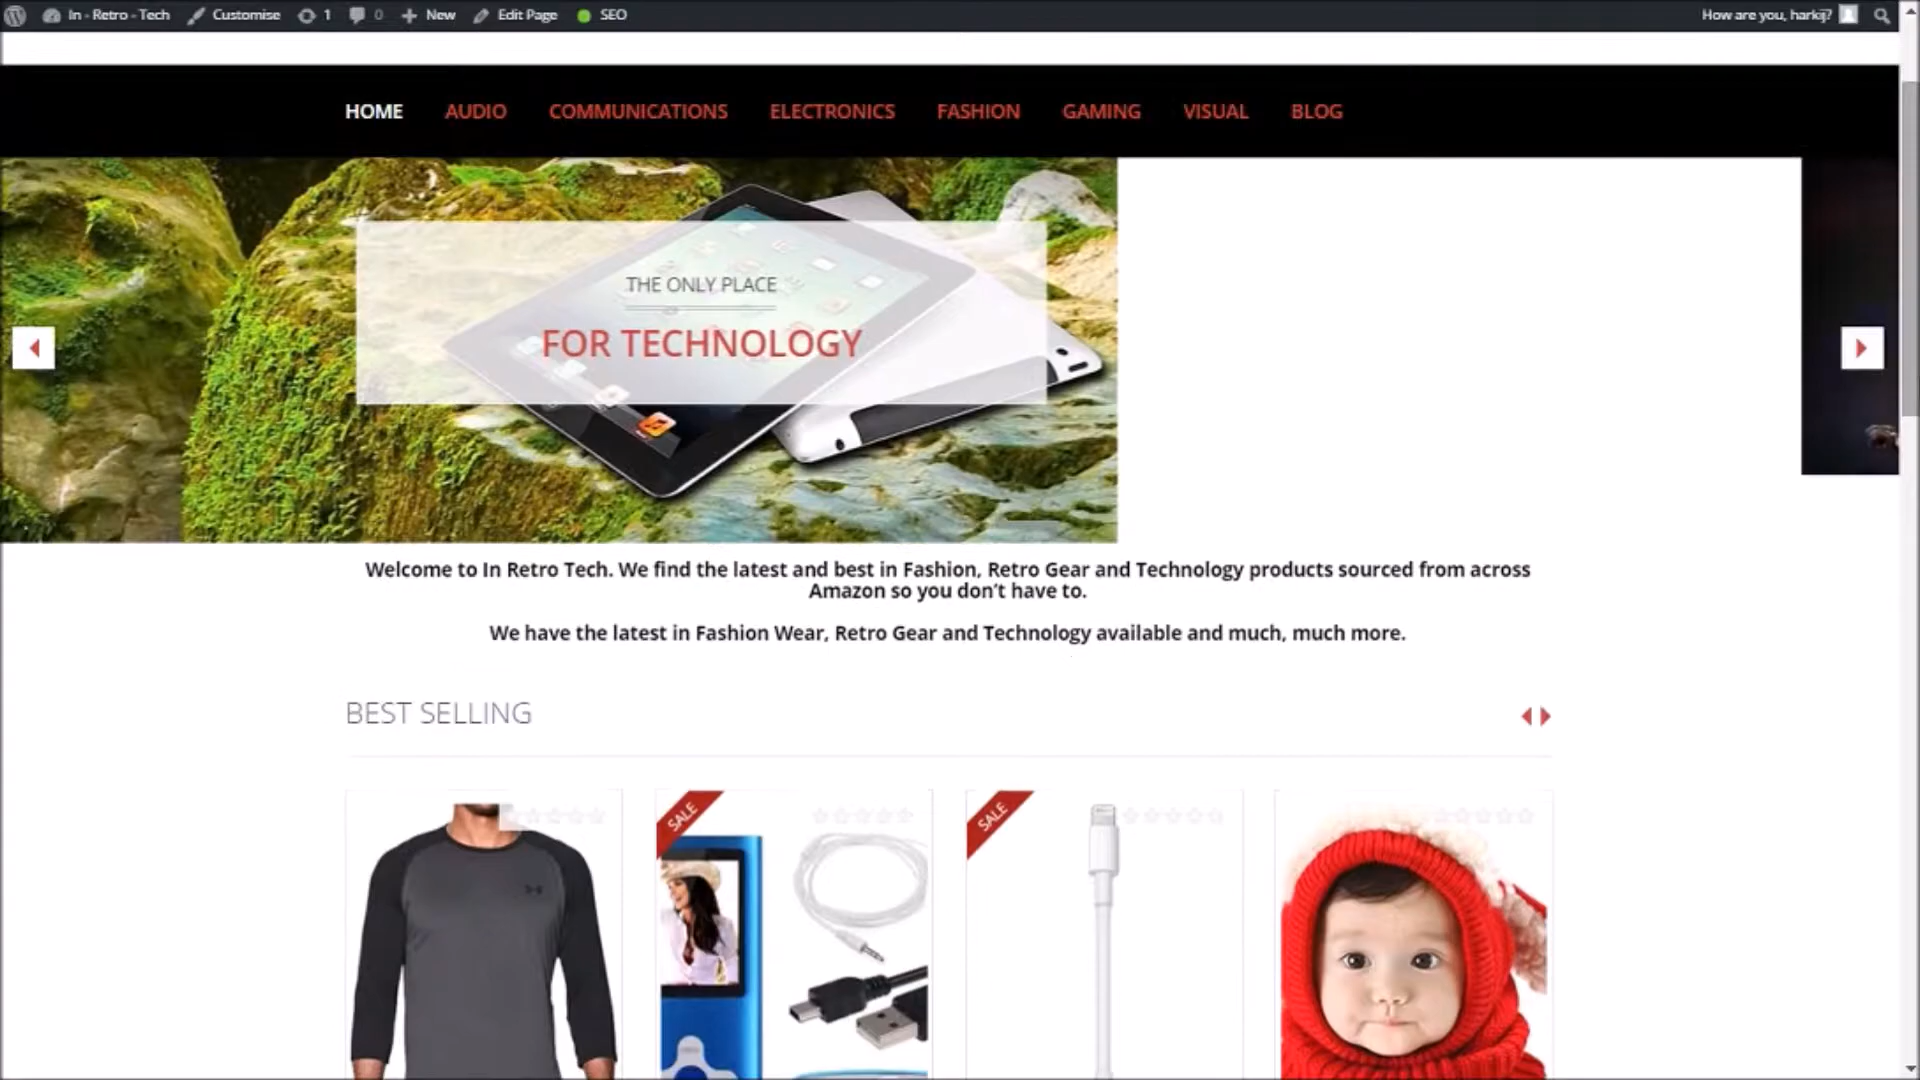 In - Retro - Tech Customise 1 0 New Edit Page SEO How are you, harkij?
HOME AUDIO COMMUNICATIONS ELECTRONICS FASHION GAMING VISUAL BLOG
THE ONLY PLACE
FOR TECHNOLOGY
Welcome to In Retro Tech. We find the latest and best in Fashion, Retro Gear and Technology products sourced from across
Amazon so you don't have to.
We have the latest in Fashion Wear, Retro Gear and Technology available and much, much more.
BEST SELLING
SALE
SALE